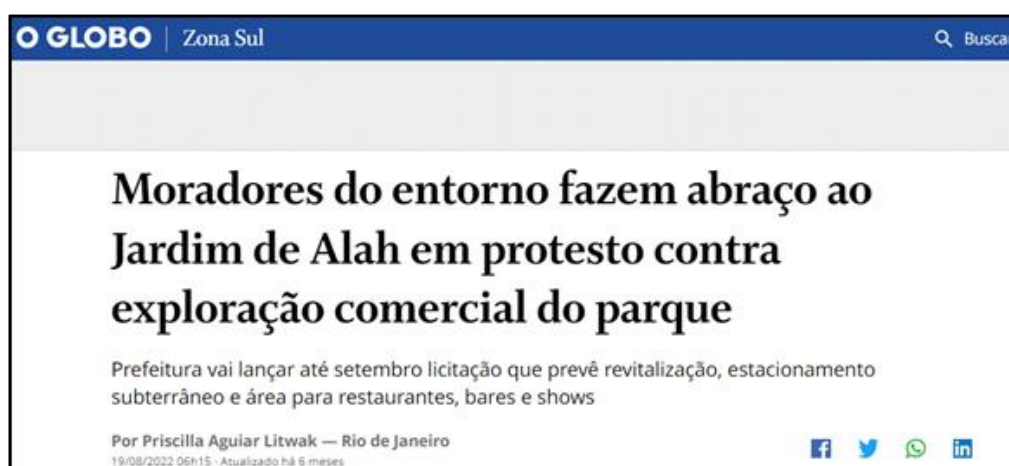 O GLOBO | Zona Sul Buscar
Moradores do entorno fazem abraço ao
Jardim de Alah em protesto contra
exploração comercial do parque
Prefeitura vai lançar até setembro licitação que prevê revitalização, estacionamento
subterrâneo e área para restaurantes, bares e shows
Por Priscilla Aguiar Litwak — Rio de Janeiro
19/08/2022 06h15 · Atualizado há 6 meses